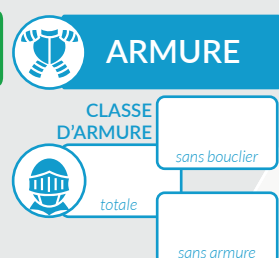 ARMURE
CLASSE
D'ARMURE
sans bouclier
totale
sans armure